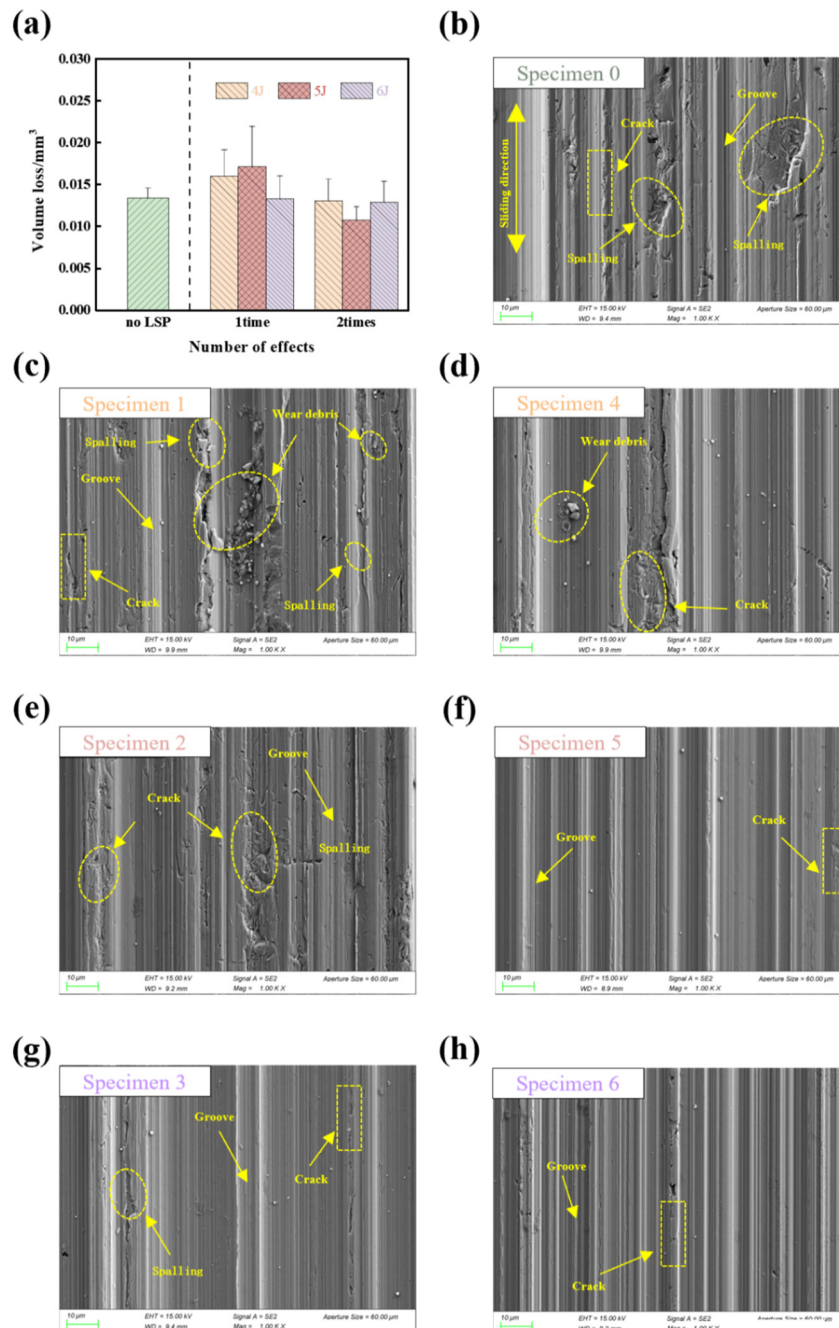 (a)
0.030
0.025
0.020
0.015
0.010
0.005
0.000
Volume loss/mm³
4J 5J 6J
no LSP 1time 2times
Number of effects
(b)
Specimen 0
Sliding direction
Crack
Groove
Spalling
Spalling
10 µm
EHT = 15.00 kV Signal A = SE2 Aperture Size = 60.00 µm
WD = 9.4 mm Mag = 1.00 K X
(c)
Specimen 1
Wear debris
Spalling
Groove
Crack
Spalling
10 µm
EHT = 15.00 kV Signal A = SE2 Aperture Size = 60.00 µm
WD = 9.9 mm Mag = 1.00 K X
(d)
Specimen 4
Wear debris
Crack
10 µm
EHT = 15.00 kV Signal A = SE2 Aperture Size = 60.00 µm
WD = 9.9 mm Mag = 1.00 K X
(e)
Specimen 2
Groove
Crack
Spalling
10 µm
EHT = 15.00 kV Signal A = SE2 Aperture Size = 60.00 µm
WD = 9.2 mm Mag = 1.00 K X
(f)
Specimen 5
Crack
Groove
10 µm
EHT = 15.00 kV Signal A = SE2 Aperture Size = 60.00 µm
WD = 8.9 mm Mag = 1.00 K X
(g)
Specimen 3
Groove
Crack
Spalling
10 µm
EHT = 15.00 kV Signal A = SE2 Aperture Size = 60.00 µm
WD = 9.4 mm Mag = 1.00 K X
(h)
Specimen 6
Groove
Crack
10 µm
EHT = 15.00 kV Signal A = SE2 Aperture Size = 60.00 µm
Mag = 1.00 K X